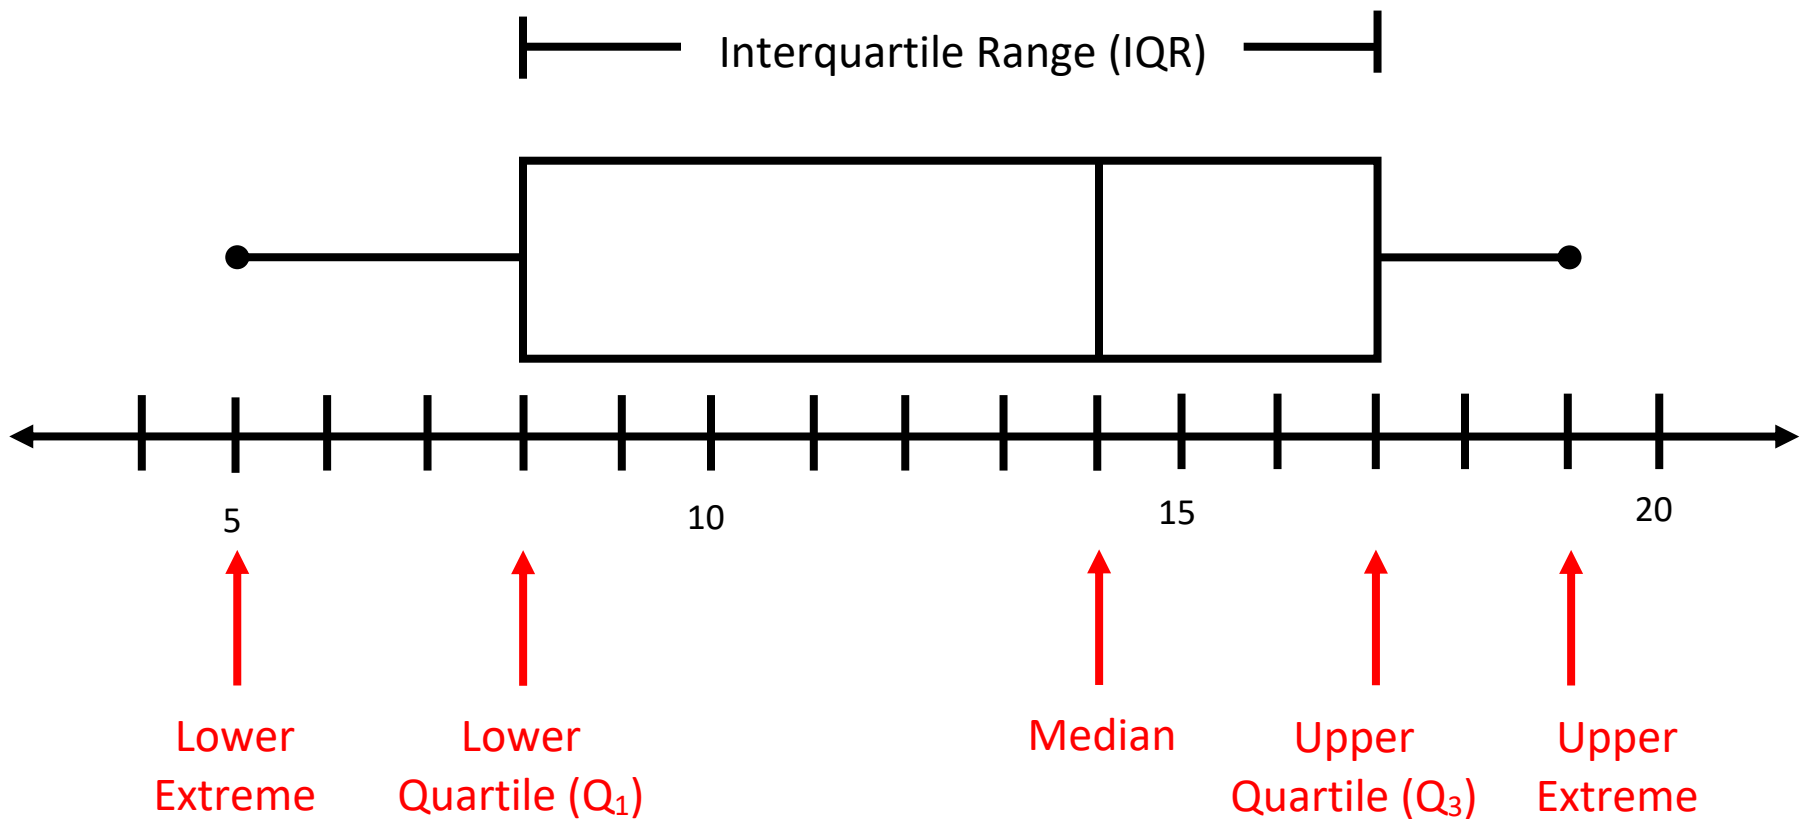 Interquartile Range (IQR)
5
10
15
20
Lower
Extreme
Lower
Quartile (Q₁)
Median
Upper
Quartile (Q₃)
Upper
Extreme